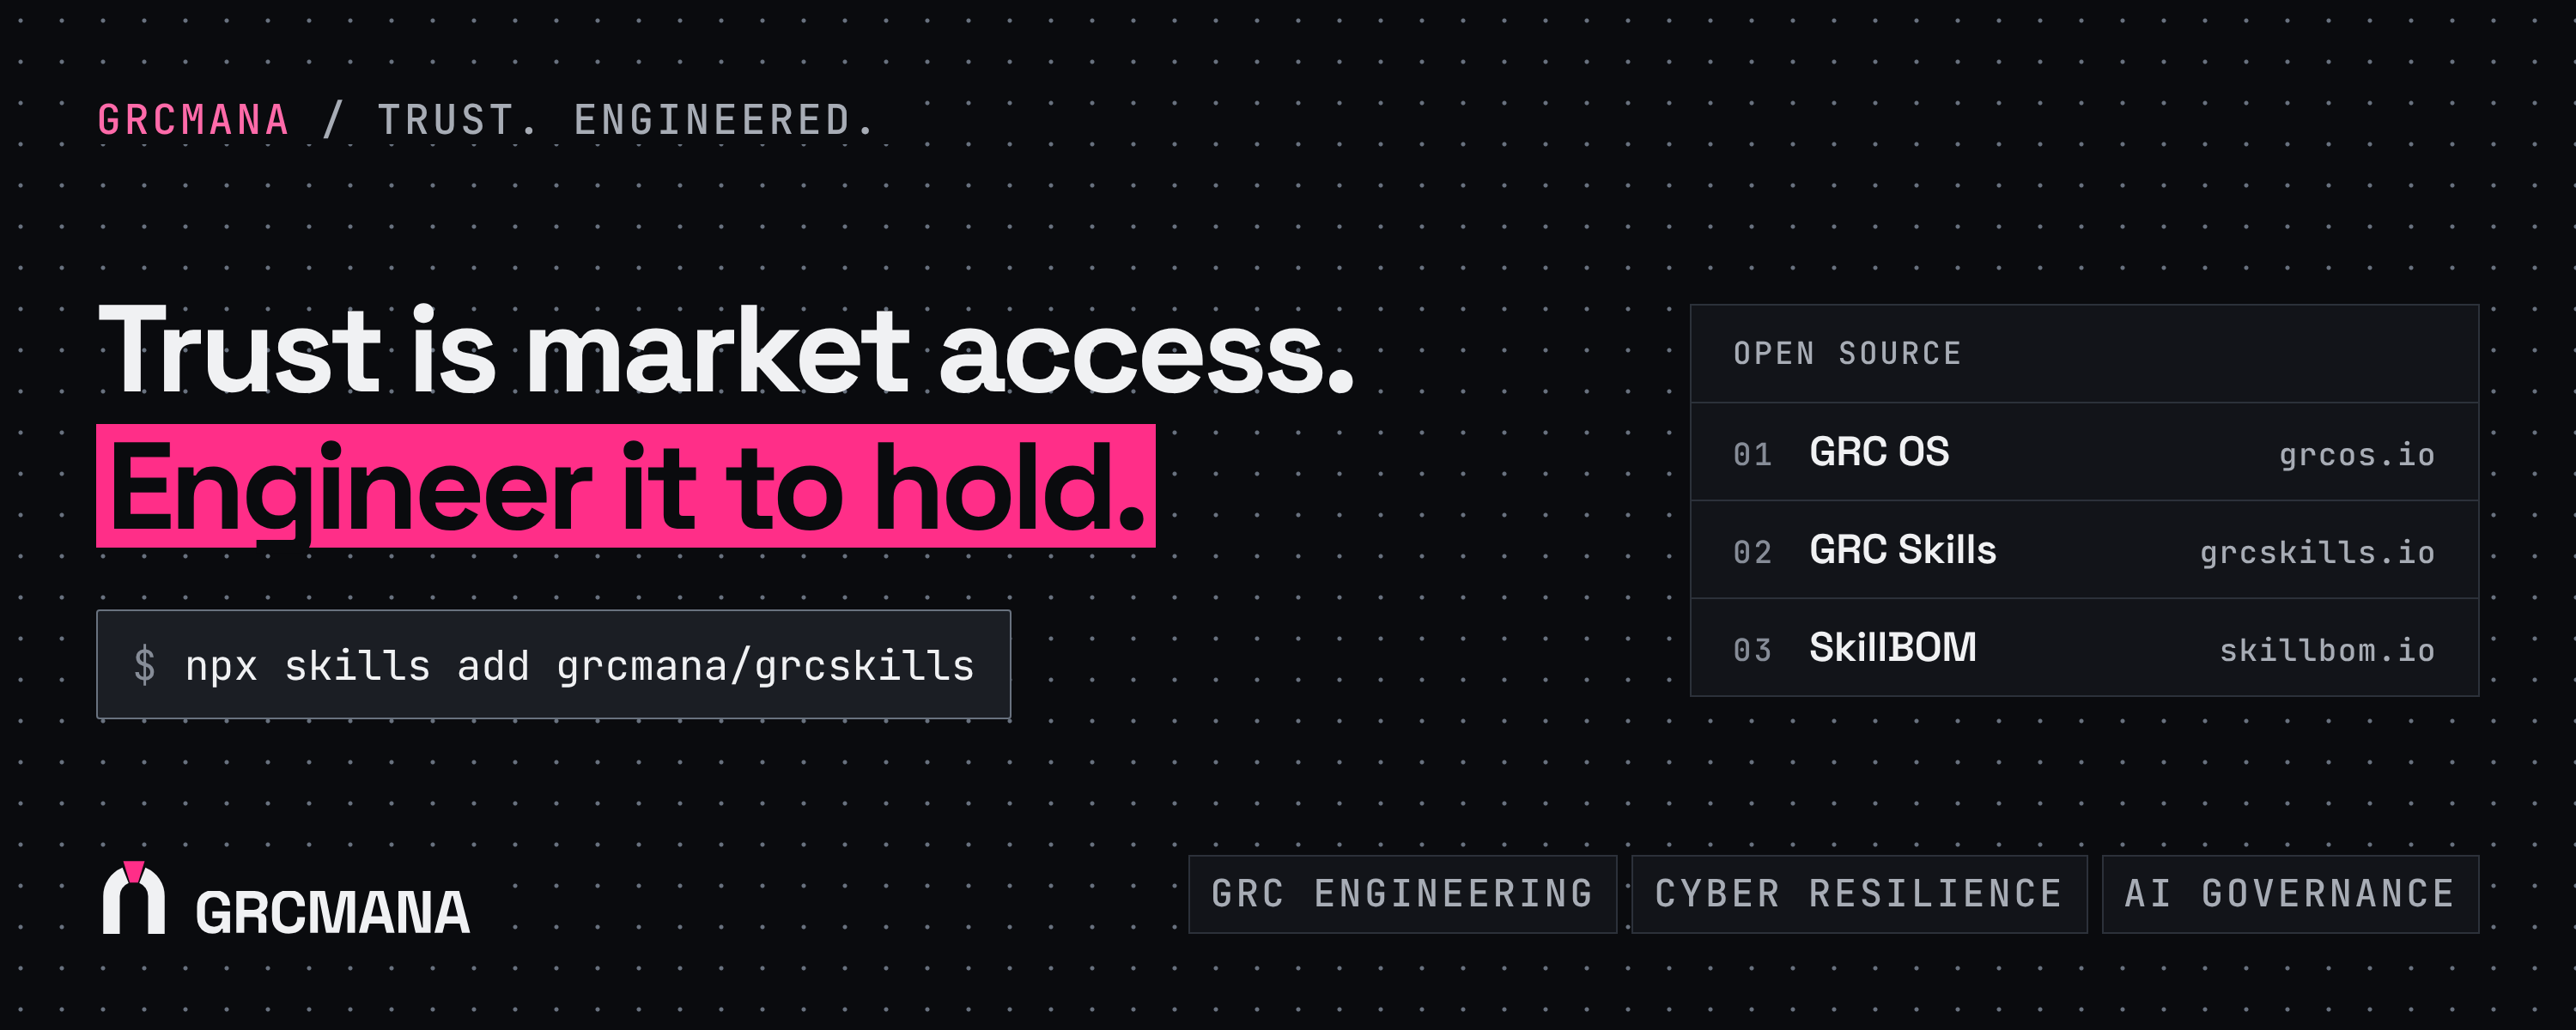 GRCMANA / TRUST. ENGINEERED.
Trust is market access.
Engineer it to hold.
$ npx skills add grcmana/grcskills
OPEN SOURCE
01 GRC OS grcos.io
02 GRC Skills grcskills.io
03 SkillBOM skillbom.io
GRCMANA
GRC ENGINEERING
CYBER RESILIENCE
AI GOVERNANCE